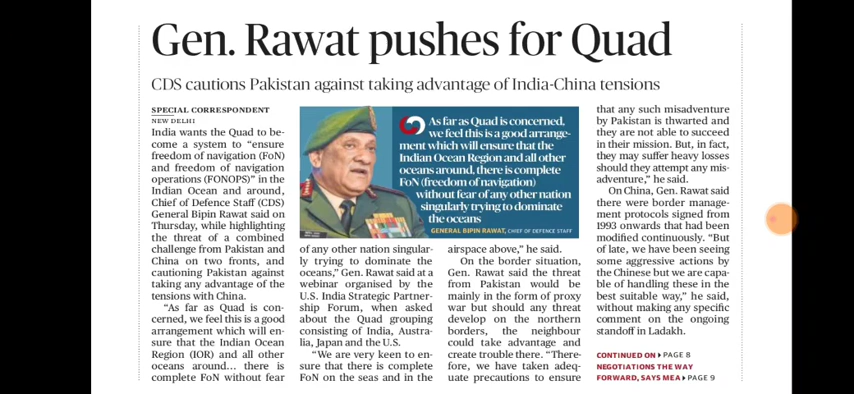 Gen. Rawat pushes for Quad
CDS cautions Pakistan against taking advantage of India-China tensions
SPECIAL CORRESPONDENT
NEW DELHI
India wants the Quad to be-
come a system to “ensure
freedom of navigation (FoN)
and freedom of navigation
operations (FONOPS)” in the
Indian Ocean and around,
Chief of Defence Staff (CDS)
General Bipin Rawat said on
Thursday, while highlighting
the threat of a combined
challenge from Pakistan and
China on two fronts, and
cautioning Pakistan against
taking any advantage of the
tensions with China.
“As far as Quad is con-
cerned, we feel this is a good
arrangement which will en-
sure that the Indian Ocean
Region (IOR) and all other
oceans around... there is
complete FoN without fear
As far as Quad is concerned,
we feel this is a good arrange-
ment which will ensure that the
Indian Ocean Region and all other
oceans around, there is complete
FoN (freedom of navigation)
without fear of any other nation
singularly trying to dominate
the oceans
GENERAL BIPIN RAWAT, CHIEF OF DEFENCE STAFF
of any other nation singular-
ly trying to dominate the
oceans,” Gen. Rawat said at a
webinar organised by the
U.S. India Strategic Partner-
ship Forum, when asked
about the Quad grouping
consisting of India, Austra-
lia, Japan and the U.S.
“We are very keen to en-
sure that there is complete
FoN on the seas and in the
airspace above,” he said.
On the border situation,
Gen. Rawat said the threat
from Pakistan would be
mainly in the form of proxy
war but should any threat
develop on the northern
borders, the neighbour
could take advantage and
create trouble there. “There-
fore, we have taken adeq-
uate precautions to ensure
that any such misadventure
by Pakistan is thwarted and
they are not able to succeed
in their mission. But, in fact,
they may suffer heavy losses
should they attempt any mis-
adventure,” he said.
On China, Gen. Rawat said
there were border manage-
ment protocols signed from
1993 onwards that had been
modified continuously. “But
of late, we have been seeing
some aggressive actions by
the Chinese but we are capa-
ble of handling these in the
best suitable way,” he said,
without making any specific
comment on the ongoing
standoff in Ladakh.
CONTINUED ON PAGE 8
NEGOTIATIONS THE WAY
FORWARD, SAYS MEA PAGE 9